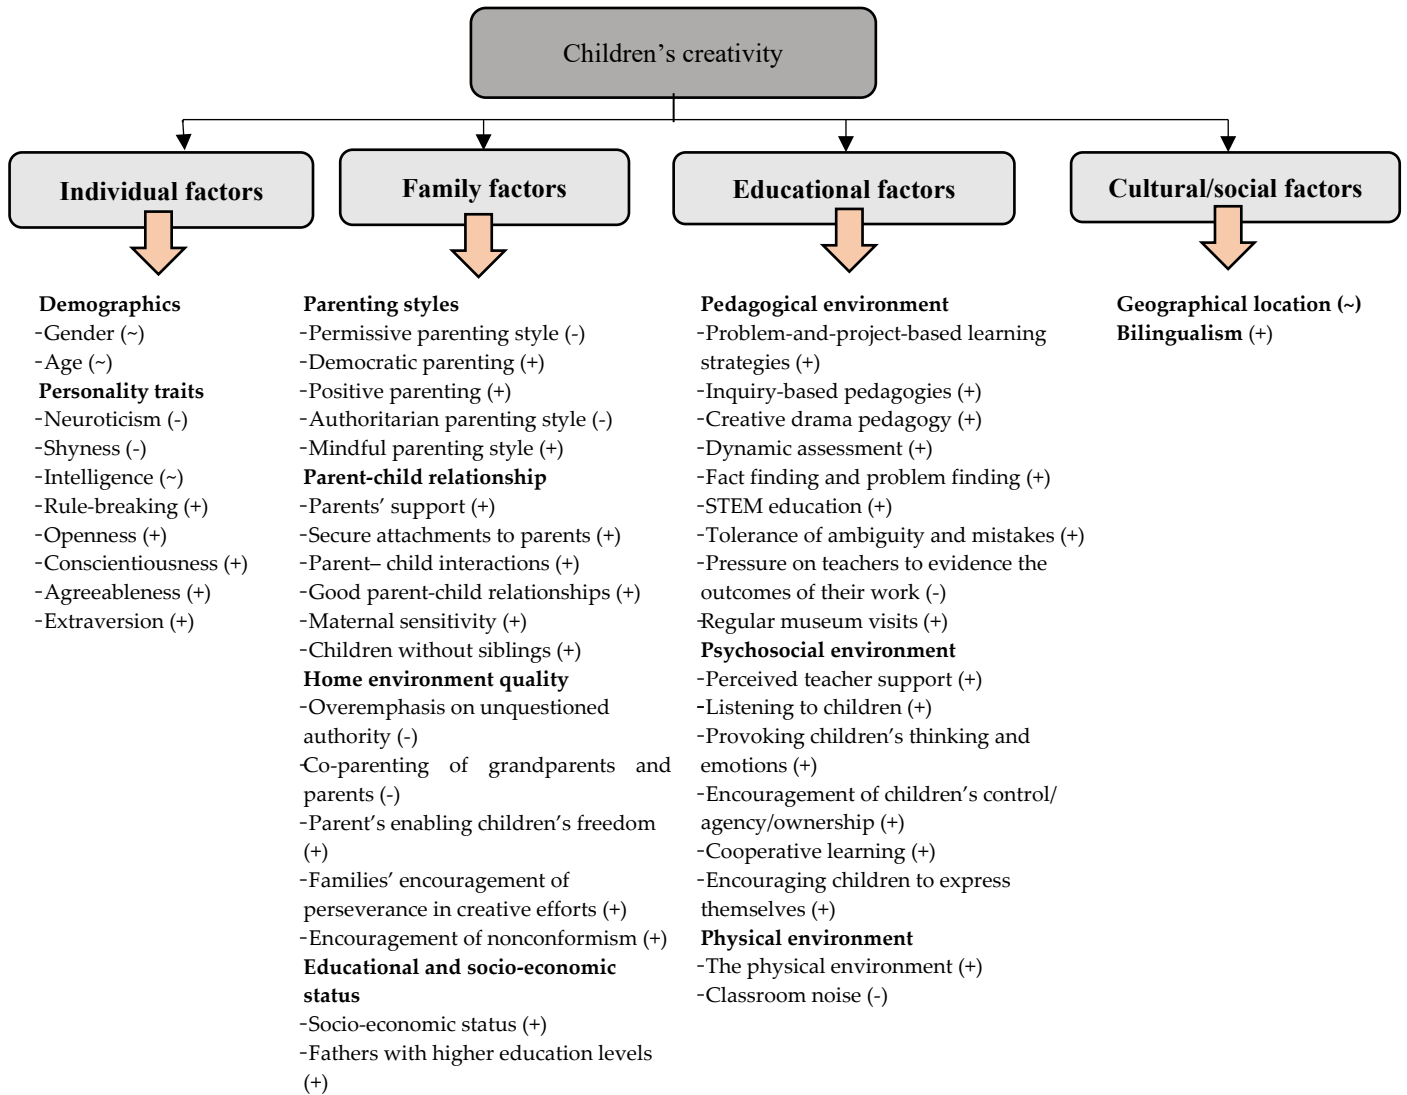 Children’s creativity
Individual factors
Family factors
Educational factors
Cultural/social factors
Demographics
-Gender (~)
-Age (~)
Personality traits
-Neuroticism (-)
-Shyness (-)
-Intelligence (~)
-Rule-breaking (+)
-Openness (+)
-Conscientiousness (+)
-Agreeableness (+)
-Extraversion (+)
Parenting styles
-Permissive parenting style (-)
-Democratic parenting (+)
-Positive parenting (+)
-Authoritarian parenting style (-)
-Mindful parenting style (+)
Parent-child relationship
-Parents’ support (+)
-Secure attachments to parents (+)
-Parent– child interactions (+)
-Good parent-child relationships (+)
-Maternal sensitivity (+)
-Children without siblings (+)
Home environment quality
-Overemphasis on unquestioned
authority (-)
-Co-parenting of grandparents and
parents (-)
-Parent’s enabling children’s freedom
(+)
-Families’ encouragement of
perseverance in creative efforts (+)
-Encouragement of nonconformism (+)
Educational and socio-economic
status
-Socio-economic status (+)
-Fathers with higher education levels
(+)
Pedagogical environment
-Problem-and-project-based learning
strategies (+)
-Inquiry-based pedagogies (+)
-Creative drama pedagogy (+)
-Dynamic assessment (+)
-Fact finding and problem finding (+)
-STEM education (+)
-Tolerance of ambiguity and mistakes (+)
-Pressure on teachers to evidence the
outcomes of their work (-)
-Regular museum visits (+)
Psychosocial environment
-Perceived teacher support (+)
-Listening to children (+)
-Provoking children’s thinking and
emotions (+)
-Encouragement of children’s control/
agency/ownership (+)
-Cooperative learning (+)
-Encouraging children to express
themselves (+)
Physical environment
-The physical environment (+)
-Classroom noise (-)
Geographical location (~)
Bilingualism (+)